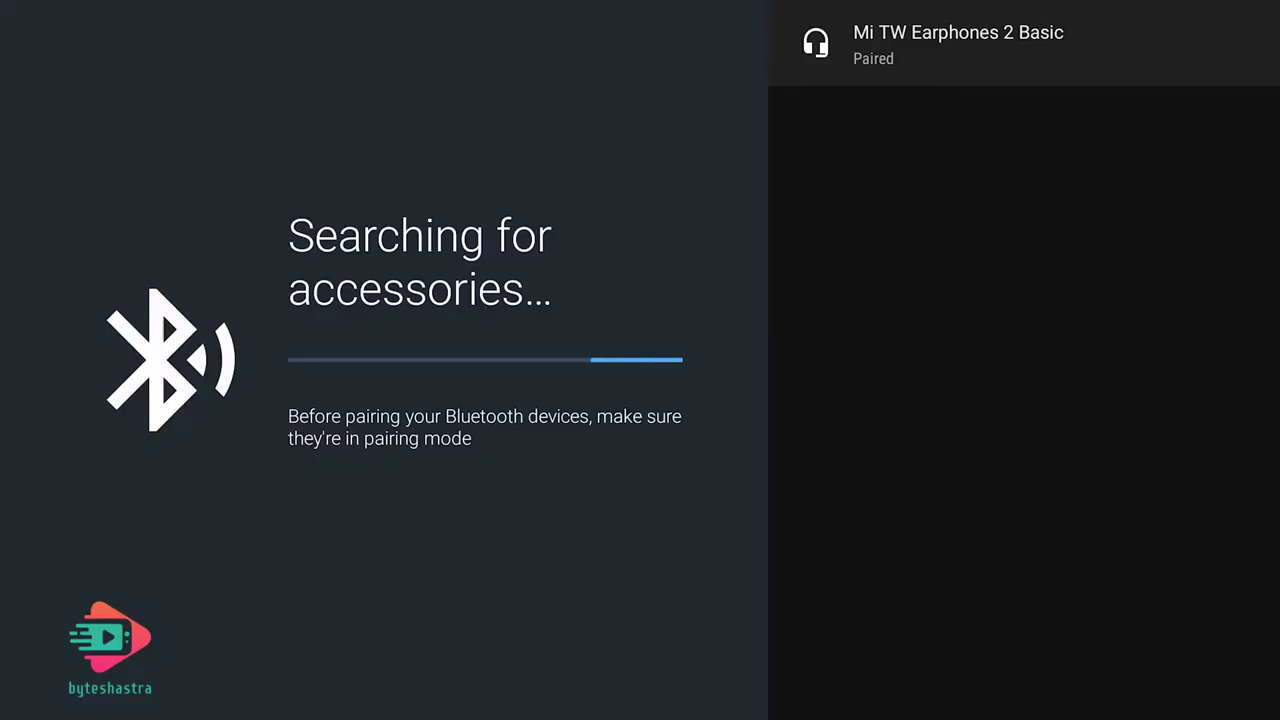 Mi TW Earphones 2 Basic
Paired
Searching for
accessories...
Before pairing your Bluetooth devices, make sure
they're in pairing mode
byteshastra